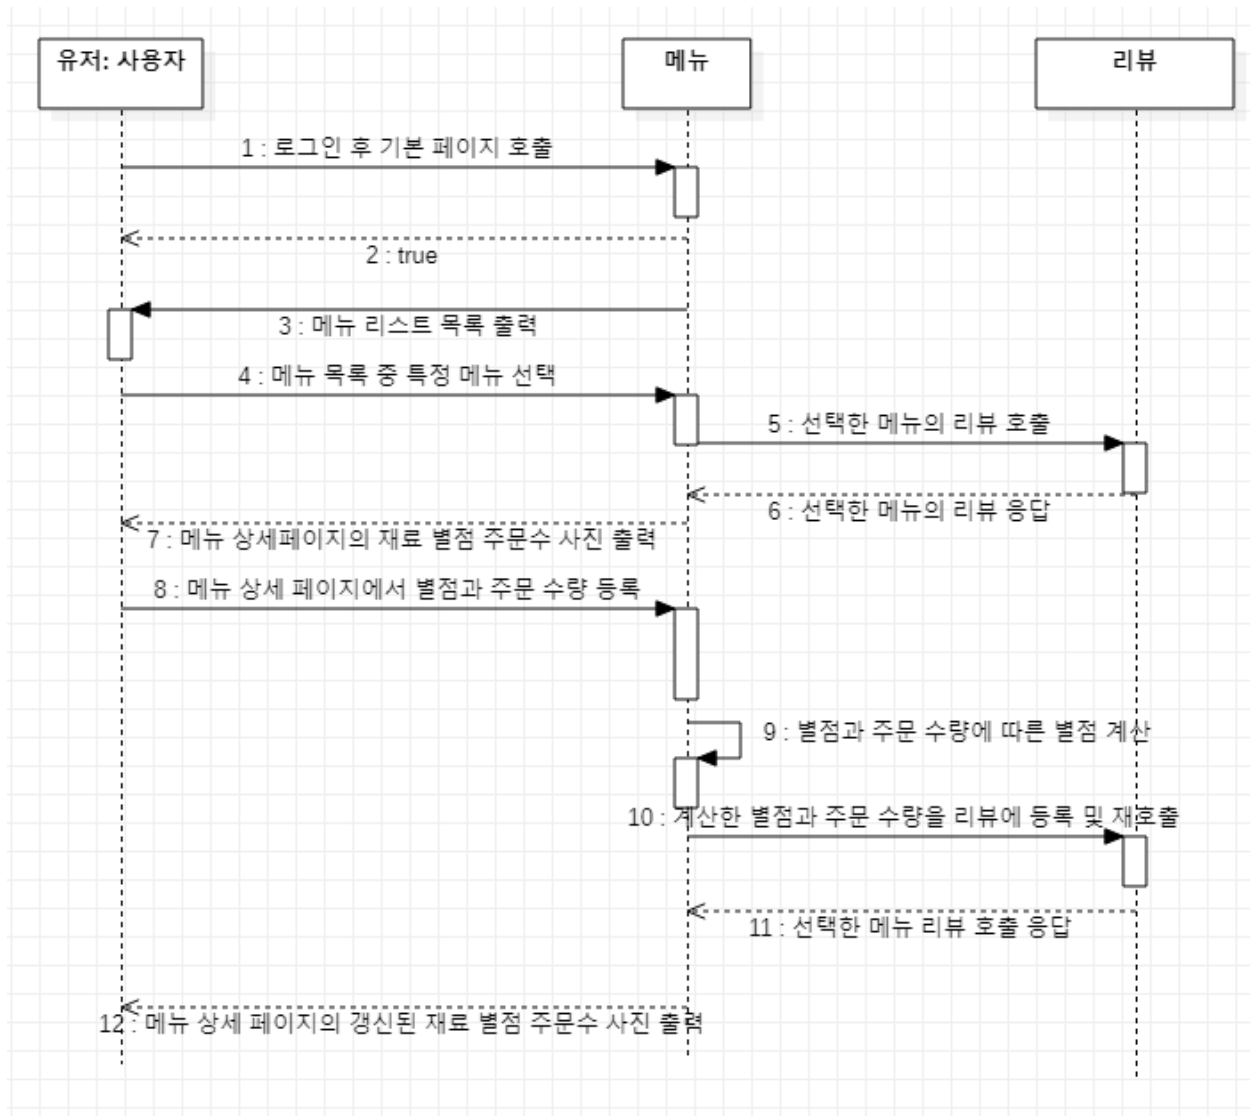 유저: 사용자
메뉴
리뷰
1 : 로그인 후 기본 페이지 호출
2 : true
3 : 메뉴 리스트 목록 출력
4 : 메뉴 목록 중 특정 메뉴 선택
5 : 선택한 메뉴의 리뷰 호출
6 : 선택한 메뉴의 리뷰 응답
7 : 메뉴 상세페이지의 재료 별점 주문수 사진 출력
8 : 메뉴 상세 페이지에서 별점과 주문 수량 등록
9 : 별점과 주문 수량에 따른 별점 계산
10 : 계산한 별점과 주문 수량을 리뷰에 등록 및 재호출
11 : 선택한 메뉴 리뷰 호출 응답
12 : 메뉴 상세 페이지의 갱신된 재료 별점 주문수 사진 출력